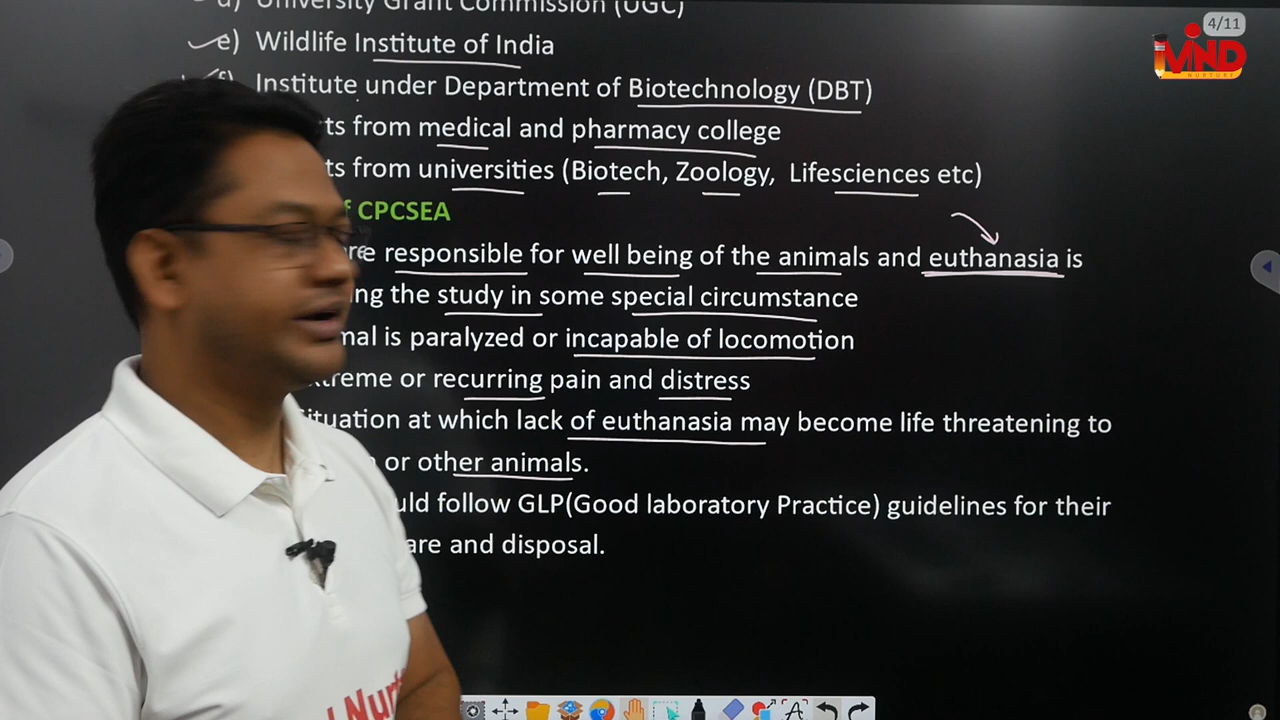 d) University Grant Commission (UGC)
4/11
e) Wildlife Institute of India
MIND
NURTURE
f) Institute under Department of Biotechnology (DBT)
ts from medical and pharmacy college
ts from universities (Biotech, Zoology, Lifesciences etc)
f CPCSEA
re responsible for well being of the animals and euthanasia is
ng the study in some special circumstance
mal is paralyzed or incapable of locomotion
xtreme or recurring pain and distress
situation at which lack of euthanasia may become life threatening to
or other animals.
uld follow GLP(Good laboratory Practice) guidelines for their
are and disposal.
Nurt